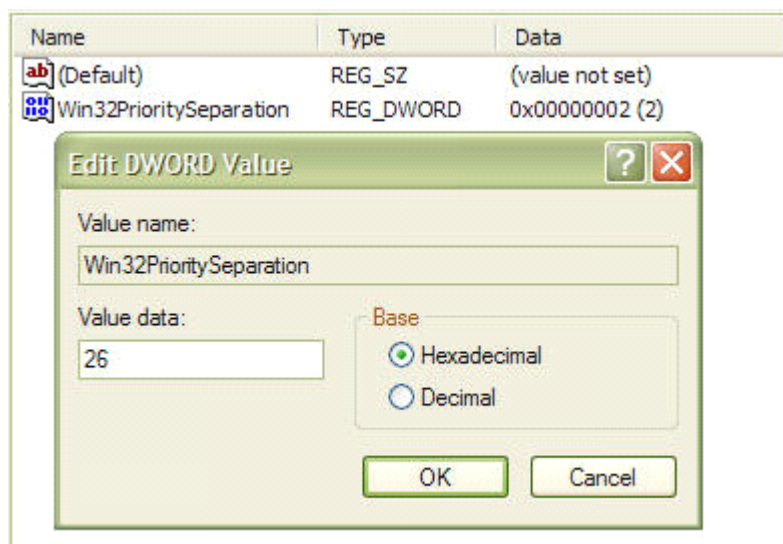 Name Type Data
(Default) REG_SZ (value not set)
Win32PrioritySeparation REG_DWORD 0x00000002 (2)
Edit DWORD Value
Value name:
Win32PrioritySeparation
Value data:
26
Base
Hexadecimal
Decimal
OK Cancel